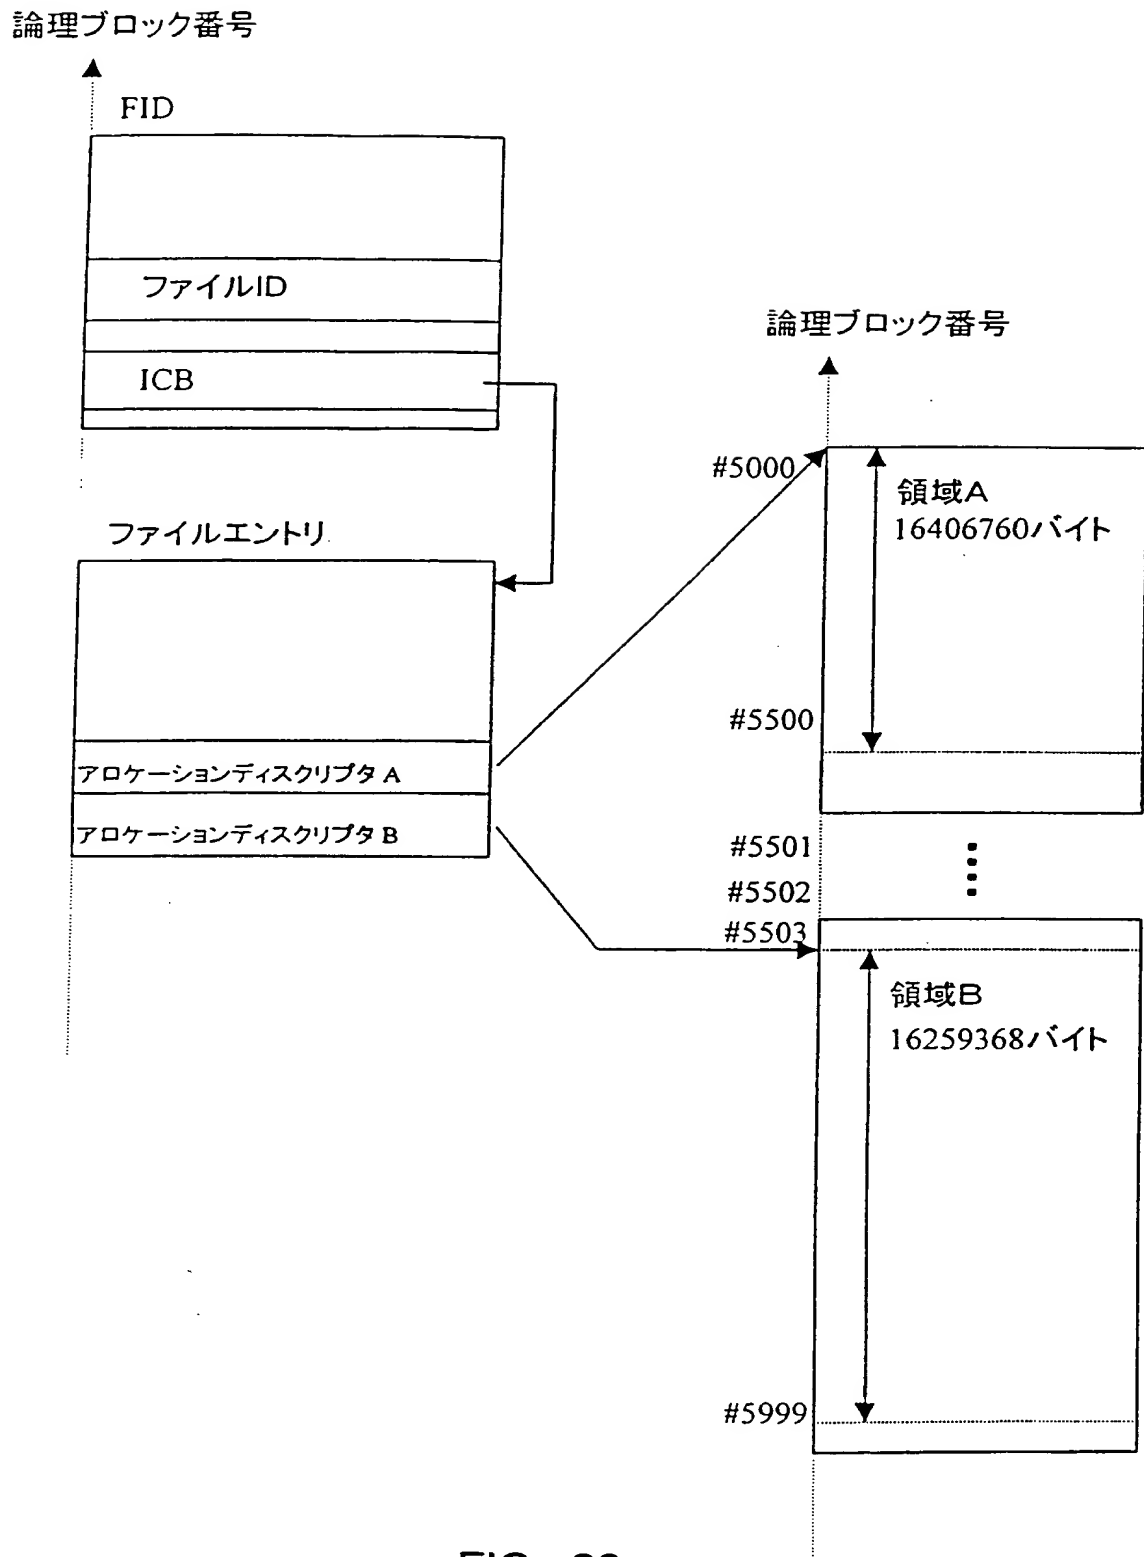 論理ブロック番号
FID
ファイルID
ICB
ファイルエントリ
アロケーションディスクリプタ A
アロケーションディスクリプタ B
論理ブロック番号
#5000
領域A
16406760バイト
#5500
#5501
#5502
#5503
領域B
16259368バイト
#5999